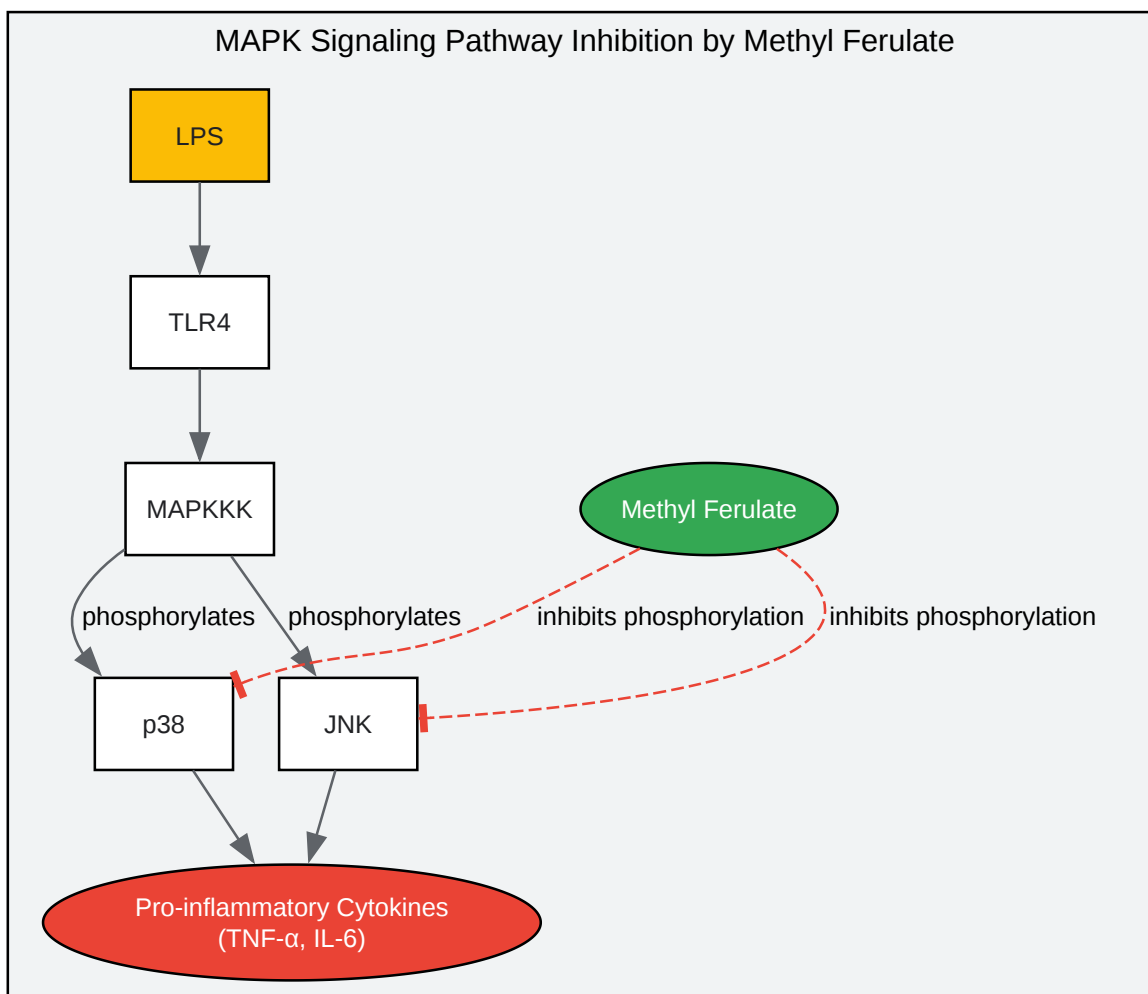 MAPK Signaling Pathway Inhibition by Methyl Ferulate
LPS
TLR4
MAPKKK
Methyl Ferulate
phosphorylates
phosphorylates
inhibits phosphorylation
inhibits phosphorylation
p38
JNK
Pro-inflammatory Cytokines
(TNF-α, IL-6)